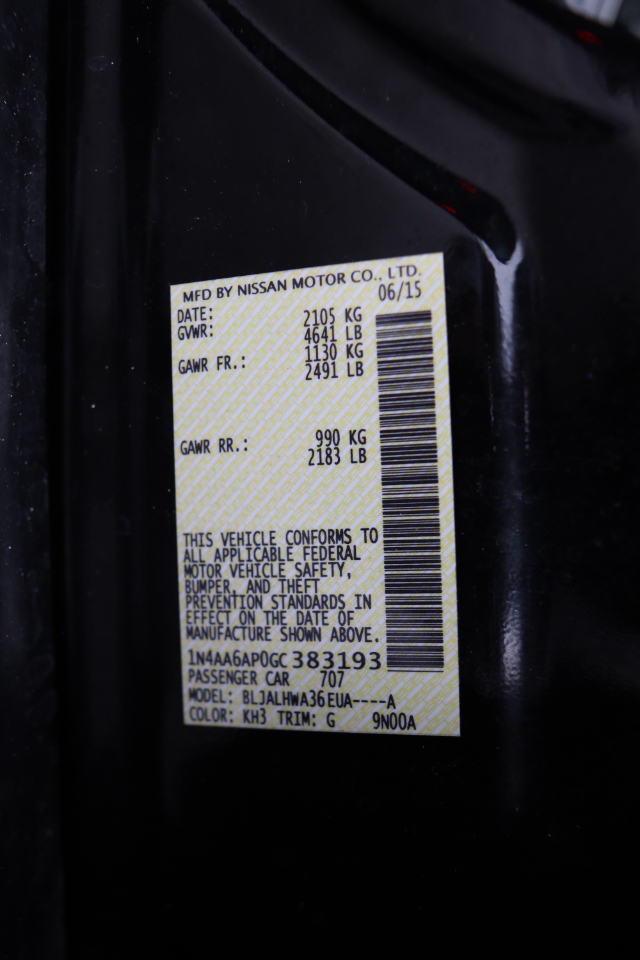 MFD BY NISSAN MOTOR CO., LTD.
DATE: 06/15
GVWR: 2105 KG
4641 LB
GAWR FR.: 1130 KG
2491 LB
GAWR RR.: 990 KG
2183 LB
THIS VEHICLE CONFORMS TO
ALL APPLICABLE FEDERAL
MOTOR VEHICLE SAFETY,
BUMPER, AND THEFT
PREVENTION STANDARDS IN
EFFECT ON THE DATE OF
MANUFACTURE SHOWN ABOVE.
1N4AA6AP0GC383193
PASSENGER CAR 707
MODEL: BLJALHWA36EUA----A
COLOR: KH3 TRIM: G 9N00A